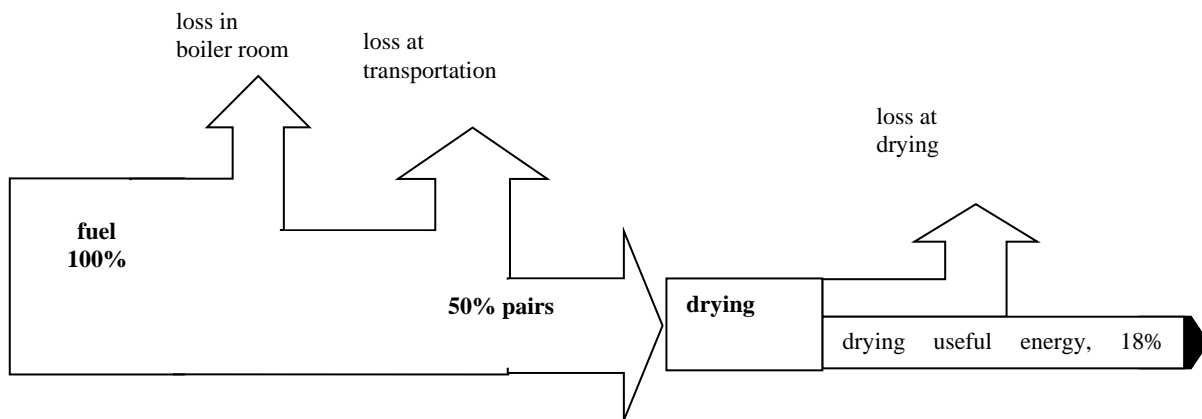 loss in
boiler room
loss at
transportation
loss at
drying
fuel
100%
50% pairs
drying
drying useful energy, 18%